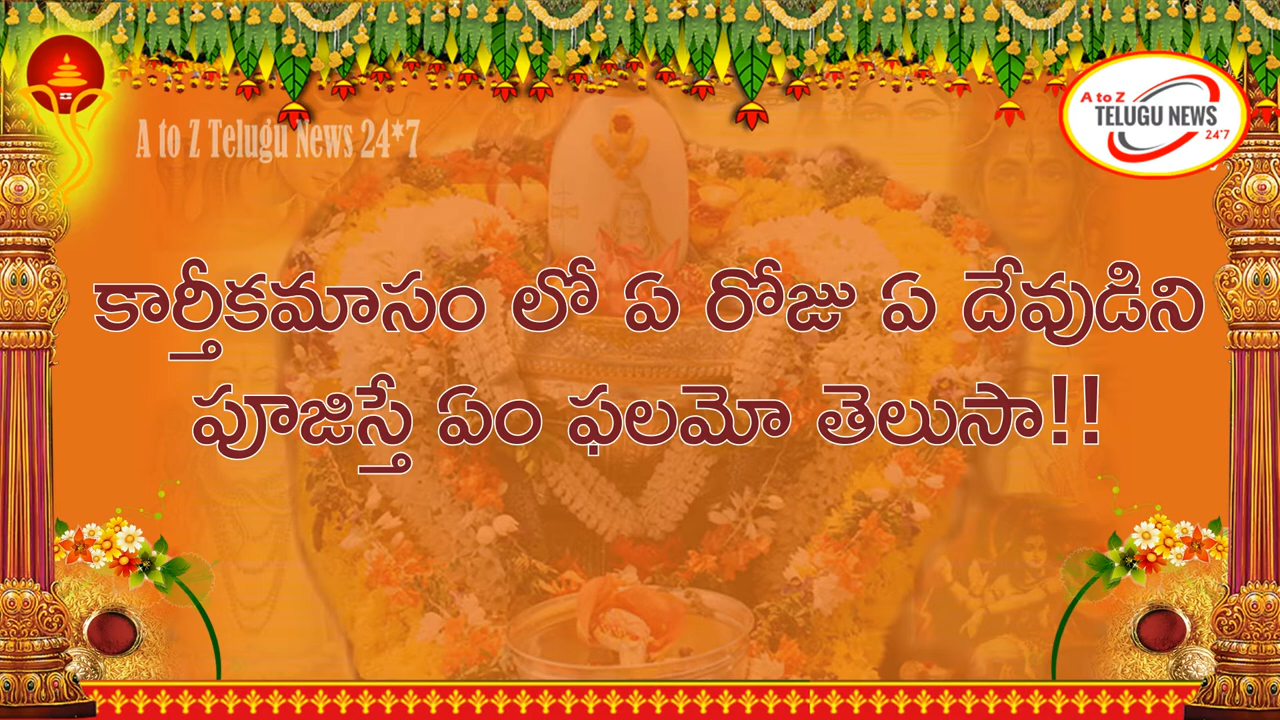 A to Z Telugu News 24*7
A to Z
TELUGU NEWS
24*7
కార్తీకమాసం లో ఏ రోజు ఏ దేవుడిని
పూజిస్తే ఏం ఫలమో తెలుసా!!